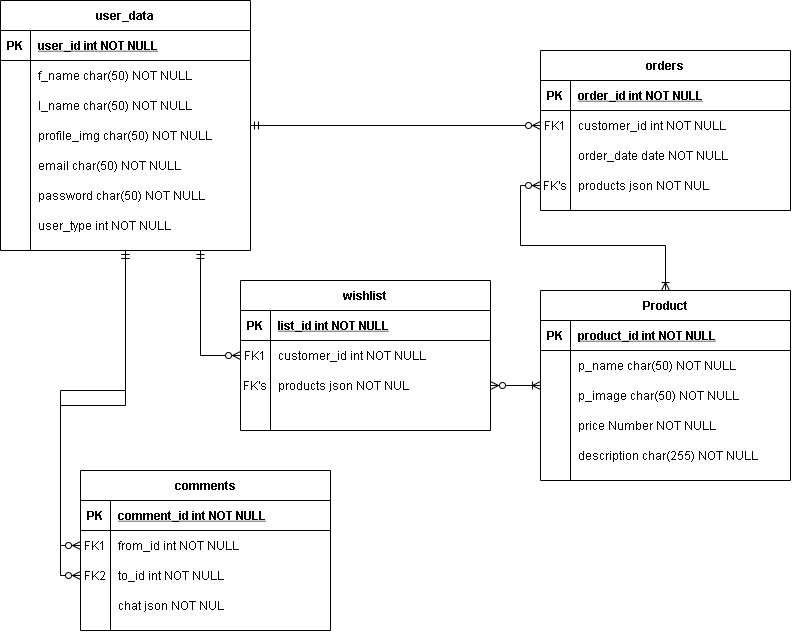 user_data
PK user_id int NOT NULL
f_name char(50) NOT NULL
l_name char(50) NOT NULL
profile_img char(50) NOT NULL
email char(50) NOT NULL
password char(50) NOT NULL
user_type int NOT NULL
orders
PK order_id int NOT NULL
FK1 customer_id int NOT NULL
order_date date NOT NULL
FK's products json NOT NUL
wishlist
PK list_id int NOT NULL
FK1 customer_id int NOT NULL
FK's products json NOT NUL
Product
PK product_id int NOT NULL
p_name char(50) NOT NULL
p_image char(50) NOT NULL
price Number NOT NULL
description char(255) NOT NULL
comments
PK comment_id int NOT NULL
FK1 from_id int NOT NULL
FK2 to_id int NOT NULL
chat json NOT NUL